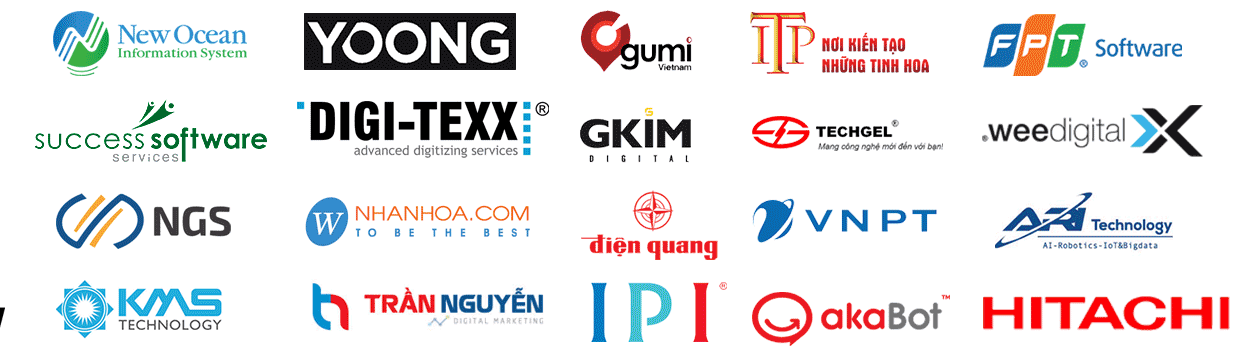 New Ocean
Information System
YOONG
gumi
Vietnam
TTP
NƠI KIẾN TẠO
NHỮNG TINH HOA
FPT® Software
success software
services
DIGI-TEXX®
advanced digitizing services
GKIM
DIGITAL
TECHGEL®
Mang công nghệ mới đến với bạn!
weedigital
NGS
W NHANHOA.COM
TO BE THE BEST
điện quang
VNPT
Technology
AI-Robotics-IoT&Bigdata
KMS
TECHNOLOGY
TRẦN NGUYỄN
DIGITAL MARKETING
IPI®
akaBot™
HITACHI